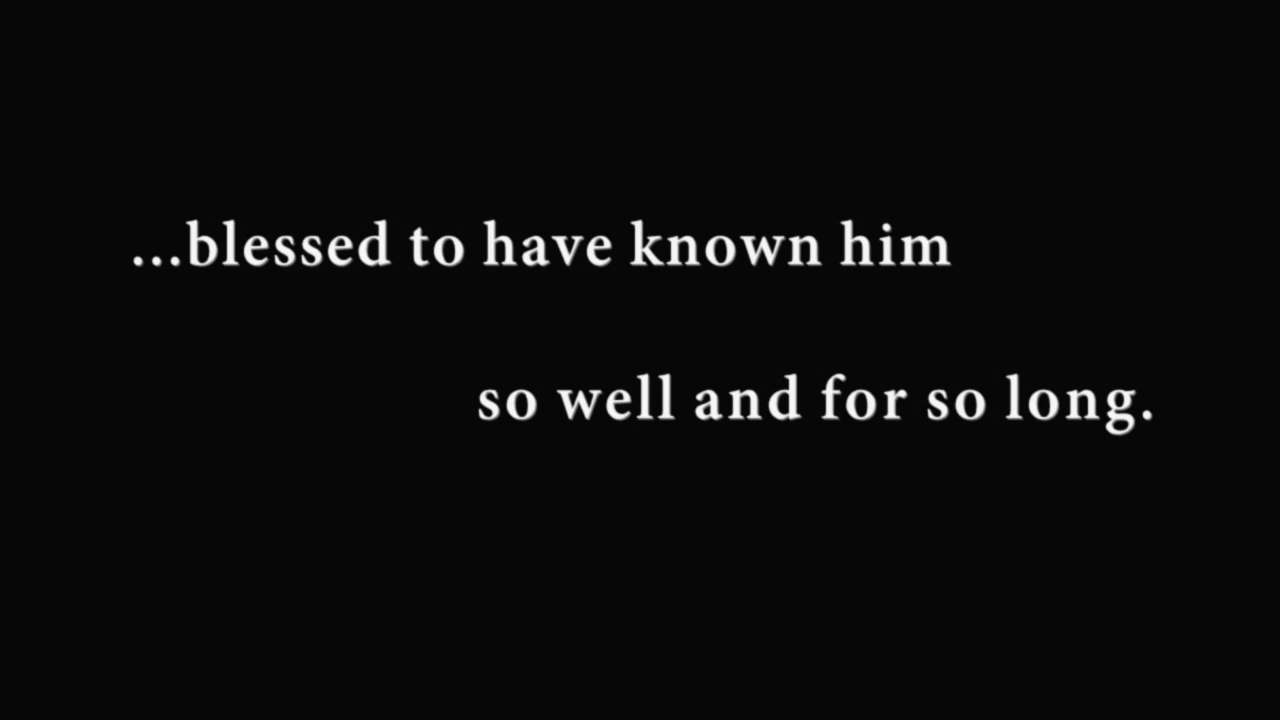 ...blessed to have known him
so well and for so long.